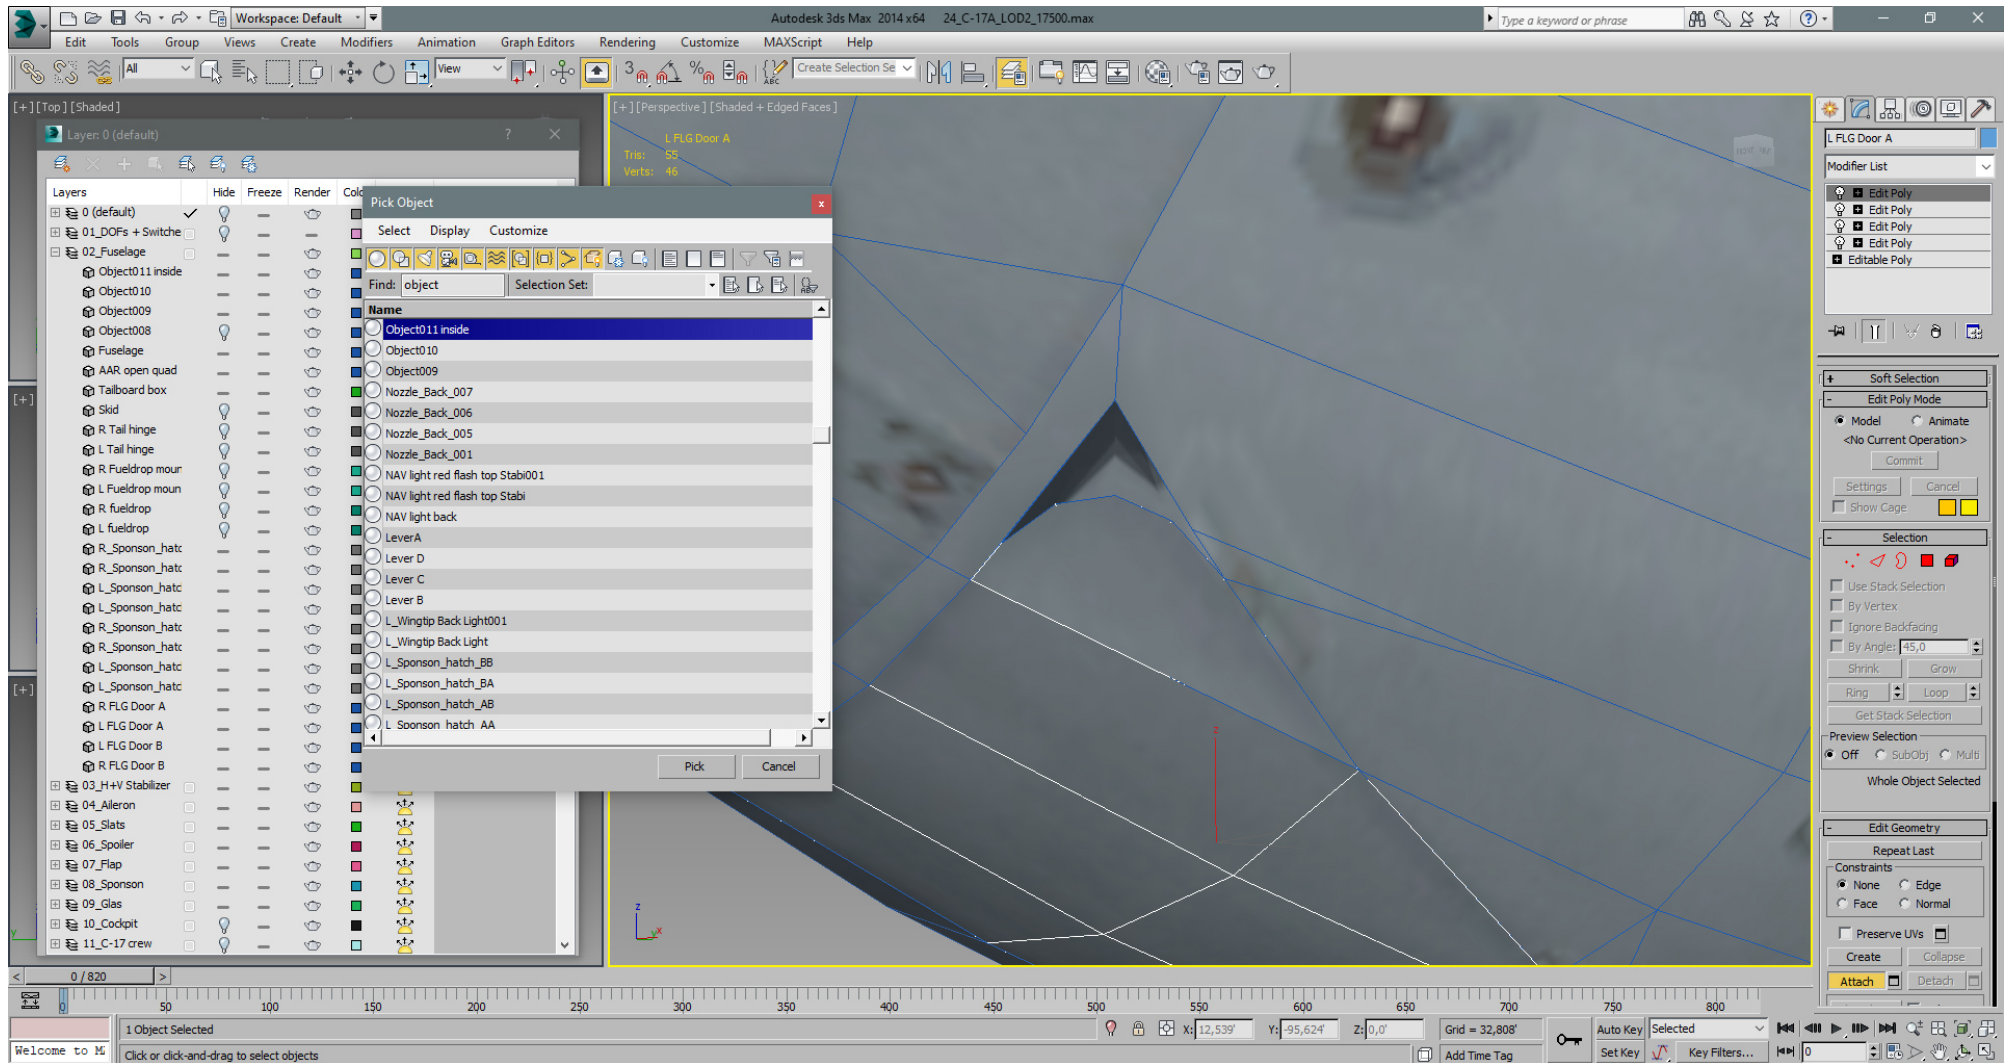 Workspace: Default
Autodesk 3ds Max 2014 x64 24_C-17A_LOD2_17500.max
Type a keyword or phrase
Edit Tools Group Views Create Modifiers Animation Graph Editors Rendering Customize MAXScript Help
All
View
Create Selection Se
[+][Top][Shaded]
Layer: 0 (default)
Layers Hide Freeze Render Colo
0 (default)
01_DOFs + Switche
02_Fuselage
Object011 inside
Object010
Object009
Object008
Fuselage
AAR open quad
Tailboard box
Skid
R Tail hinge
L Tail hinge
R Fueldrop moun
L Fueldrop moun
R fueldrop
L fueldrop
R_Sponson_hatc
R_Sponson_hatc
L_Sponson_hatc
L_Sponson_hatc
R_Sponson_hatc
R_Sponson_hatc
L_Sponson_hatc
L_Sponson_hatc
R FLG Door A
L FLG Door A
L FLG Door B
R FLG Door B
03_H+V Stabilizer
04_Aileron
05_Slats
06_Spoiler
07_Flap
08_Sponson
09_Glas
10_Cockpit
11_C-17 crew
[+]
[+]
[+][Perspective][Shaded + Edged Faces]
L FLG Door A
Tris: 55
Verts: 46
Pick Object
Select Display Customize
Find: object Selection Set:
Name
Object011 inside
Object010
Object009
Nozzle_Back_007
Nozzle_Back_006
Nozzle_Back_005
Nozzle_Back_001
NAV light red flash top Stabi001
NAV light red flash top Stabi
NAV light back
LeverA
Lever D
Lever C
Lever B
L_Wingtip Back Light001
L_Wingtip Back Light
L_Sponson_hatch_BB
L_Sponson_hatch_BA
L_Sponson_hatch_AB
L_Sponson_hatch_AA
Pick Cancel
z
z
x
y
y
L FLG Door A
Modifier List
Edit Poly
Edit Poly
Edit Poly
Edit Poly
Editable Poly
+ Soft Selection
- Edit Poly Mode
Model Animate
<No Current Operation>
Commit
Settings Cancel
Show Cage
- Selection
Use Stack Selection
By Vertex
Ignore Backfacing
By Angle: 45,0
Shrink Grow
Ring Loop
Get Stack Selection
Preview Selection
Off SubObj Multi
Whole Object Selected
- Edit Geometry
Repeat Last
Constraints
None Edge
Face Normal
Preserve UVs
Create Collapse
Attach Detach
< 0 / 820 >
0 50 100 150 200 250 300 350 400 450 500 550 600 650 700 750 800
1 Object Selected
X: 12,539' Y: -95,624' Z: 0,0' Grid = 32,808'
Auto Key Selected
Welcome to M
Click or click-and-drag to select objects
Add Time Tag
Set Key Key Filters... 0